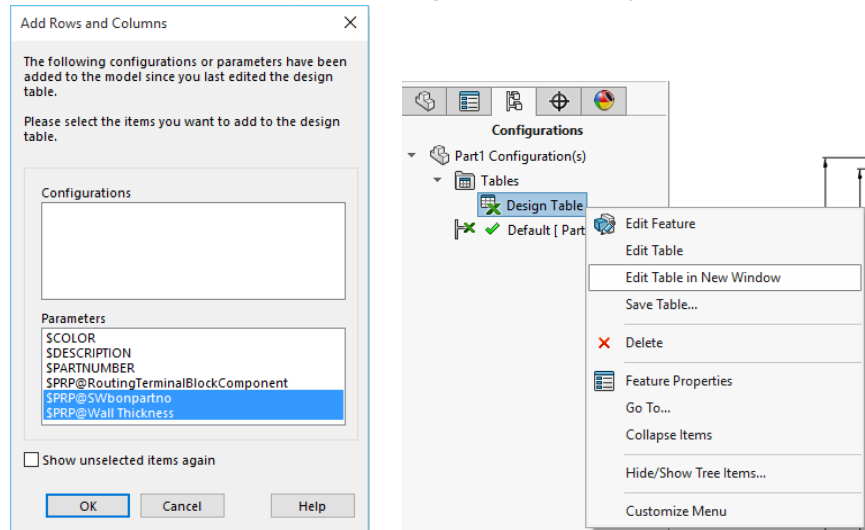 Add Rows and Columns
The following configurations or parameters have been
added to the model since you last edited the design
table.
Please select the items you want to add to the design
table.
Configurations
Parameters
$COLOR
$DESCRIPTION
$PARTNUMBER
$PRP@RoutingTerminalBlockComponent
$PRP@SWbonpartno
$PRP@Wall Thickness
Show unselected items again
OK Cancel Help
Configurations
Part1 Configuration(s)
Tables
Design Table
Default [ Part
Edit Feature
Edit Table
Edit Table in New Window
Save Table...
Delete
Feature Properties
Go To...
Collapse Items
Hide/Show Tree Items...
Customize Menu